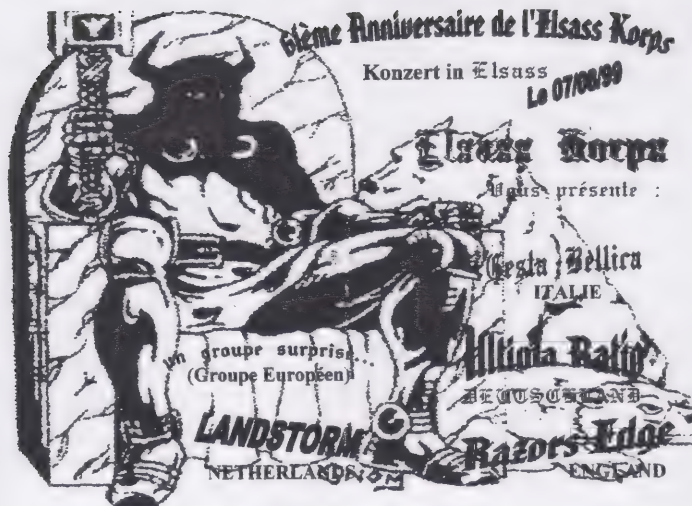 6ième Anniversaire de l'Elsass Korps
Konzert in Elsass
Le 07/08/99
Elsass Korps
Vous présente :
Gesta Bellica
ITALIE
un groupe surprise...
(Groupe Européen)
Ultima Ratio
DEUTSCHLAND
LANDSTORM
NETHERLANDS
Razors Edge
ENGLAND